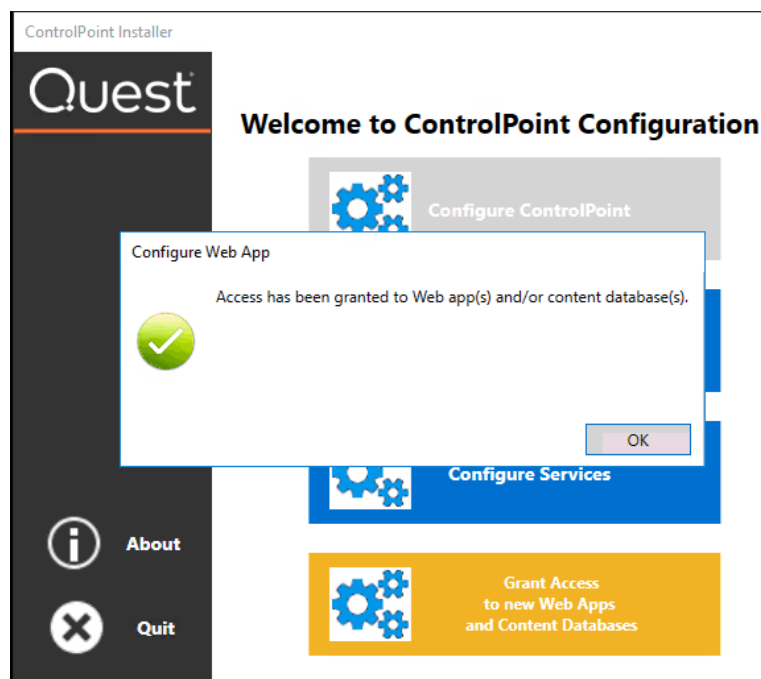 ControlPoint Installer
Quest
Welcome to ControlPoint Configuration
Configure ControlPoint
Configure Web App
Access has been granted to Web app(s) and/or content database(s).
OK
Configure Services
About
Grant Access
to new Web Apps
and Content Databases
Quit